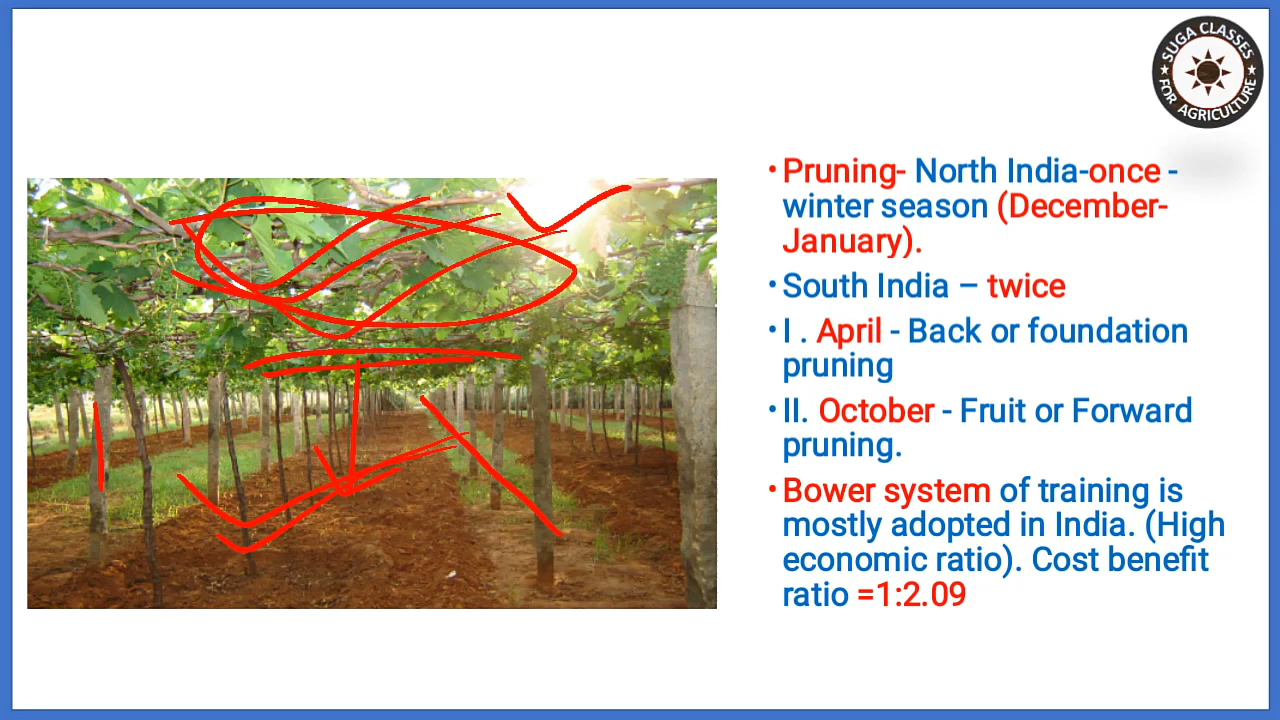 SUGA CLASSES
FOR AGRICULTURE
•Pruning- North India-once -
winter season (December-
January).
•South India – twice
•I . April - Back or foundation
pruning
•II. October - Fruit or Forward
pruning.
•Bower system of training is
mostly adopted in India. (High
economic ratio). Cost benefit
ratio =1:2.09